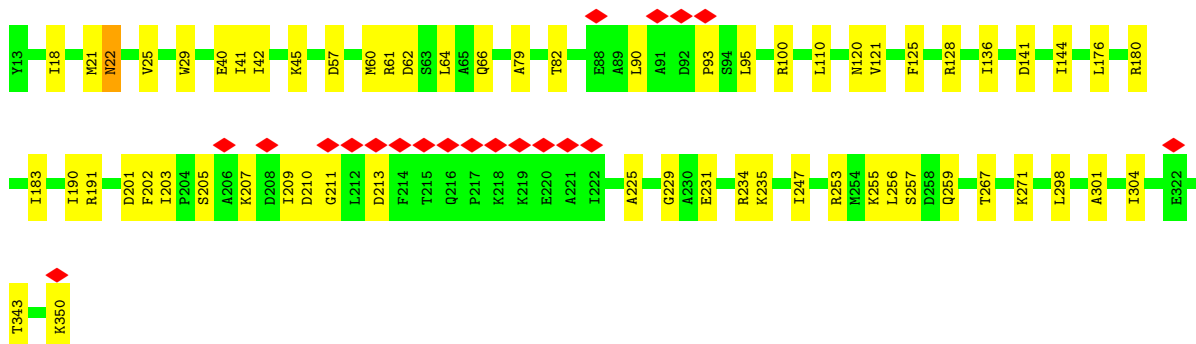 Y13 I18 M21 N22 V25 W29 E40 I41 I42 K45 D57 M60 R61 D62 S63 L64 A65 Q66 A79 T82 E88 A89 L90 A91 D92 P93 S94 L95 R100 L110 N120 V121 F125 R128 I136 D141 I144 L176 R180
I183 I190 R191 D201 F202 I203 P204 S205 A206 K207 D208 I209 D210 G211 L212 D213 F214 T215 Q216 P217 K218 K219 E220 A221 I222 A225 G229 A230 E231 R234 K235 I247 R253 M254 K255 L256 S257 D258 Q259 T267 K271 L298 A301 I304 E322
T343 K350